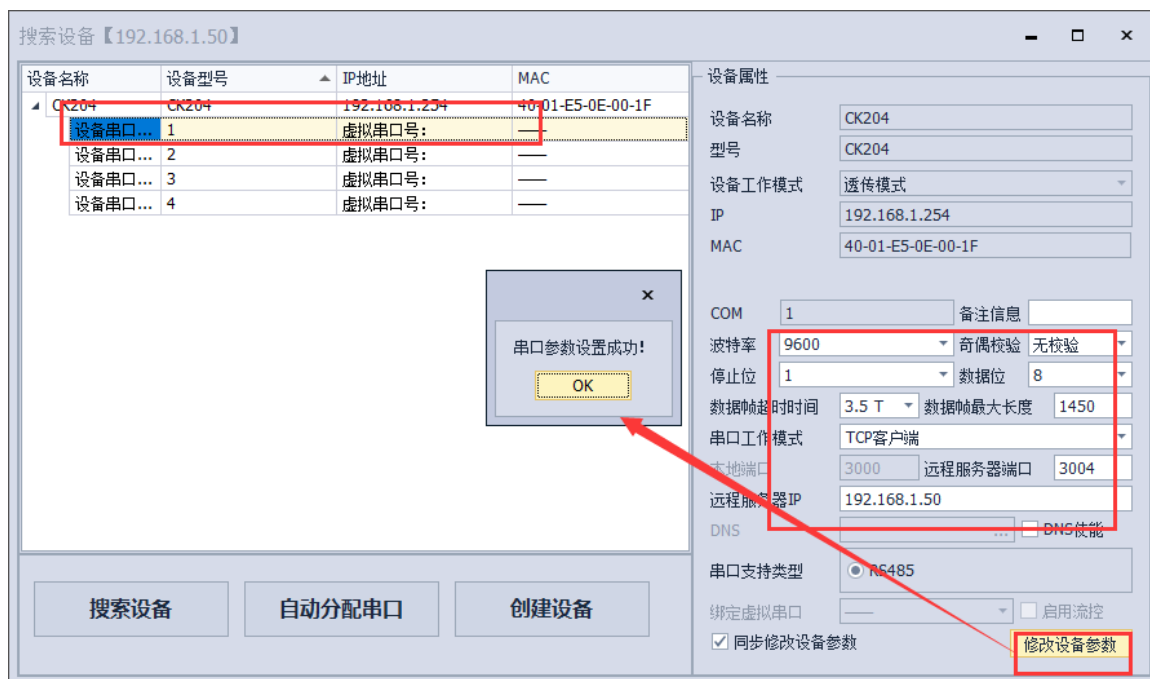 搜索设备【192.168.1.50】
设备名称 设备型号 IP地址 MAC
CK204 CK204 192.168.1.254 40-01-E5-0E-00-1F
设备串口... 1 虚拟串口号: ——
设备串口... 2 虚拟串口号: ——
设备串口... 3 虚拟串口号: ——
设备串口... 4 虚拟串口号: ——
串口参数设置成功!
OK
搜索设备 自动分配串口 创建设备
设备属性
设备名称 CK204
型号 CK204
设备工作模式 透传模式
IP 192.168.1.254
MAC 40-01-E5-0E-00-1F
COM 1 备注信息
波特率 9600 奇偶校验 无校验
停止位 1 数据位 8
数据帧超时时间 3.5 T 数据帧最大长度 1450
串口工作模式 TCP客户端
本地端口 3000 远程服务器端口 3004
远程服务器IP 192.168.1.50
DNS ... DNS使能
串口支持类型 RS485
绑定虚拟串口 —— 启用流控
同步修改设备参数 修改设备参数